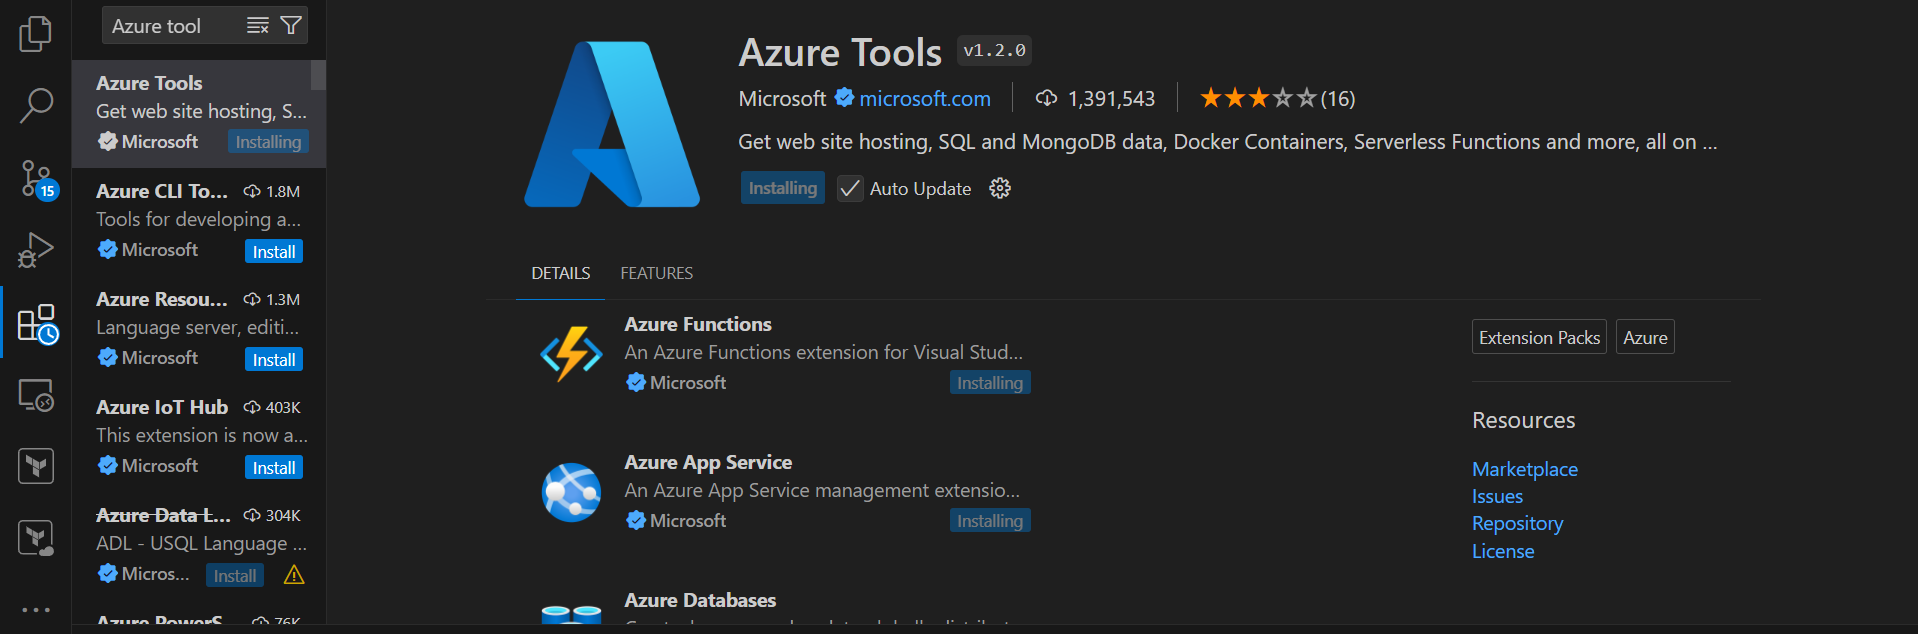 Azure tool
Azure Tools
Get web site hosting, S...
Microsoft Installing
15
Azure CLI To... 1.8M
Tools for developing a...
Microsoft Install
Azure Resou... 1.3M
Language server, editi...
Microsoft Install
Azure IoT Hub 403K
This extension is now a...
Microsoft Install
Azure Data L... 304K
ADL - USQL Language ...
Micros... Install
Azure PowerS 76K
Azure Tools v1.2.0
Microsoft microsoft.com 1,391,543 (16)
Get web site hosting, SQL and MongoDB data, Docker Containers, Serverless Functions and more, all on ...
Installing Auto Update
DETAILS FEATURES
Azure Functions
An Azure Functions extension for Visual Stud...
Microsoft Installing
Azure App Service
An Azure App Service management extensio...
Microsoft Installing
Azure Databases
Extension Packs Azure
Resources
Marketplace
Issues
Repository
License